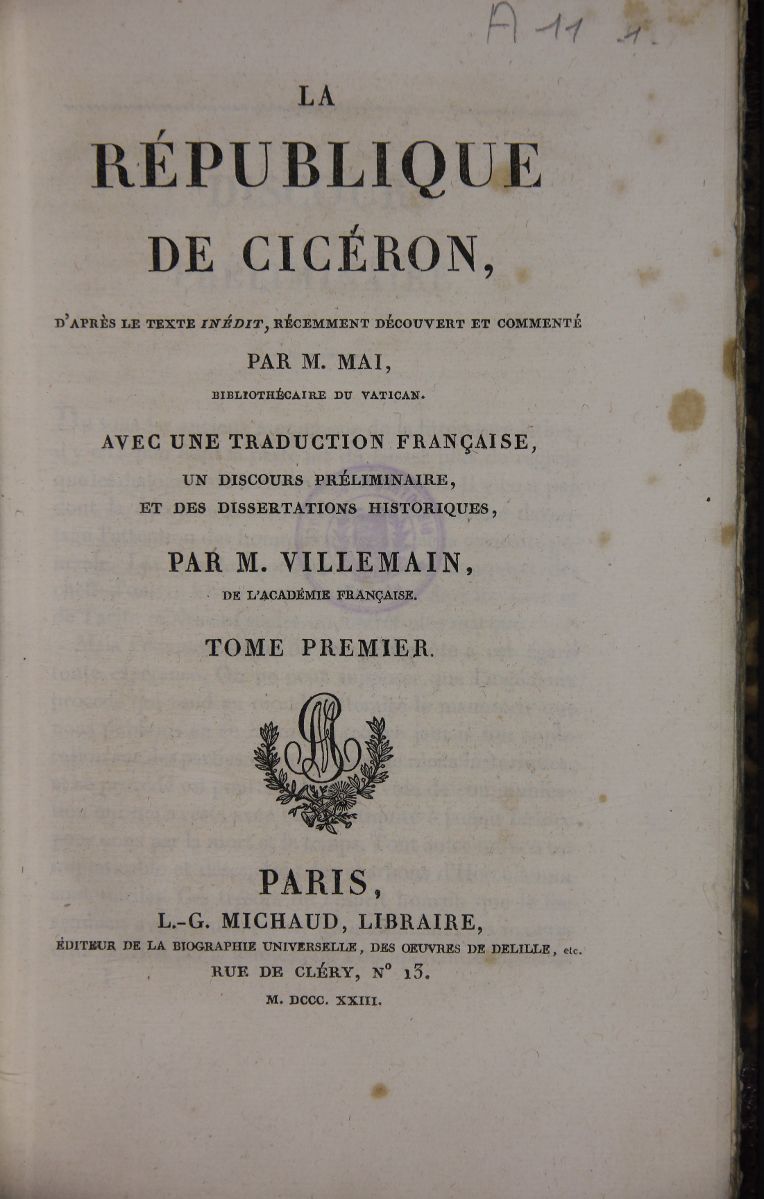 A 11 1.
LA
RÉPUBLIQUE
DE CICÉRON,
D'APRÈS LE TEXTE INÉDIT, RÉCEMMENT DÉCOUVERT ET COMMENTÉ
PAR M. MAI,
BIBLIOTHÉCAIRE DU VATICAN.
AVEC UNE TRADUCTION FRANÇAISE,
UN DISCOURS PRÉLIMINAIRE,
ET DES DISSERTATIONS HISTORIQUES,
PAR M. VILLEMAIN,
DE L'ACADÉMIE FRANÇAISE.
TOME PREMIER.
PARIS,
L.-G. MICHAUD, LIBRAIRE,
ÉDITEUR DE LA BIOGRAPHIE UNIVERSELLE, DES OEUVRES DE DELILLE, etc.
RUE DE CLÉRY, N° 13.
M. DCCC. XXIII.